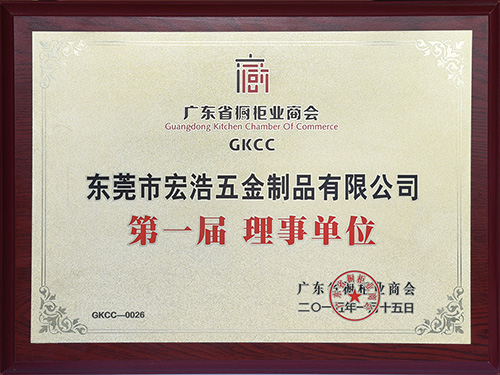 广东省橱柜业商会
Guangdong Kitchen Chamber Of Commerce
GKCC
东莞市宏浩五金制品有限公司
第一届 理事单位
广东省橱柜业商会
二〇一 年一 十五日
GKCC—0026